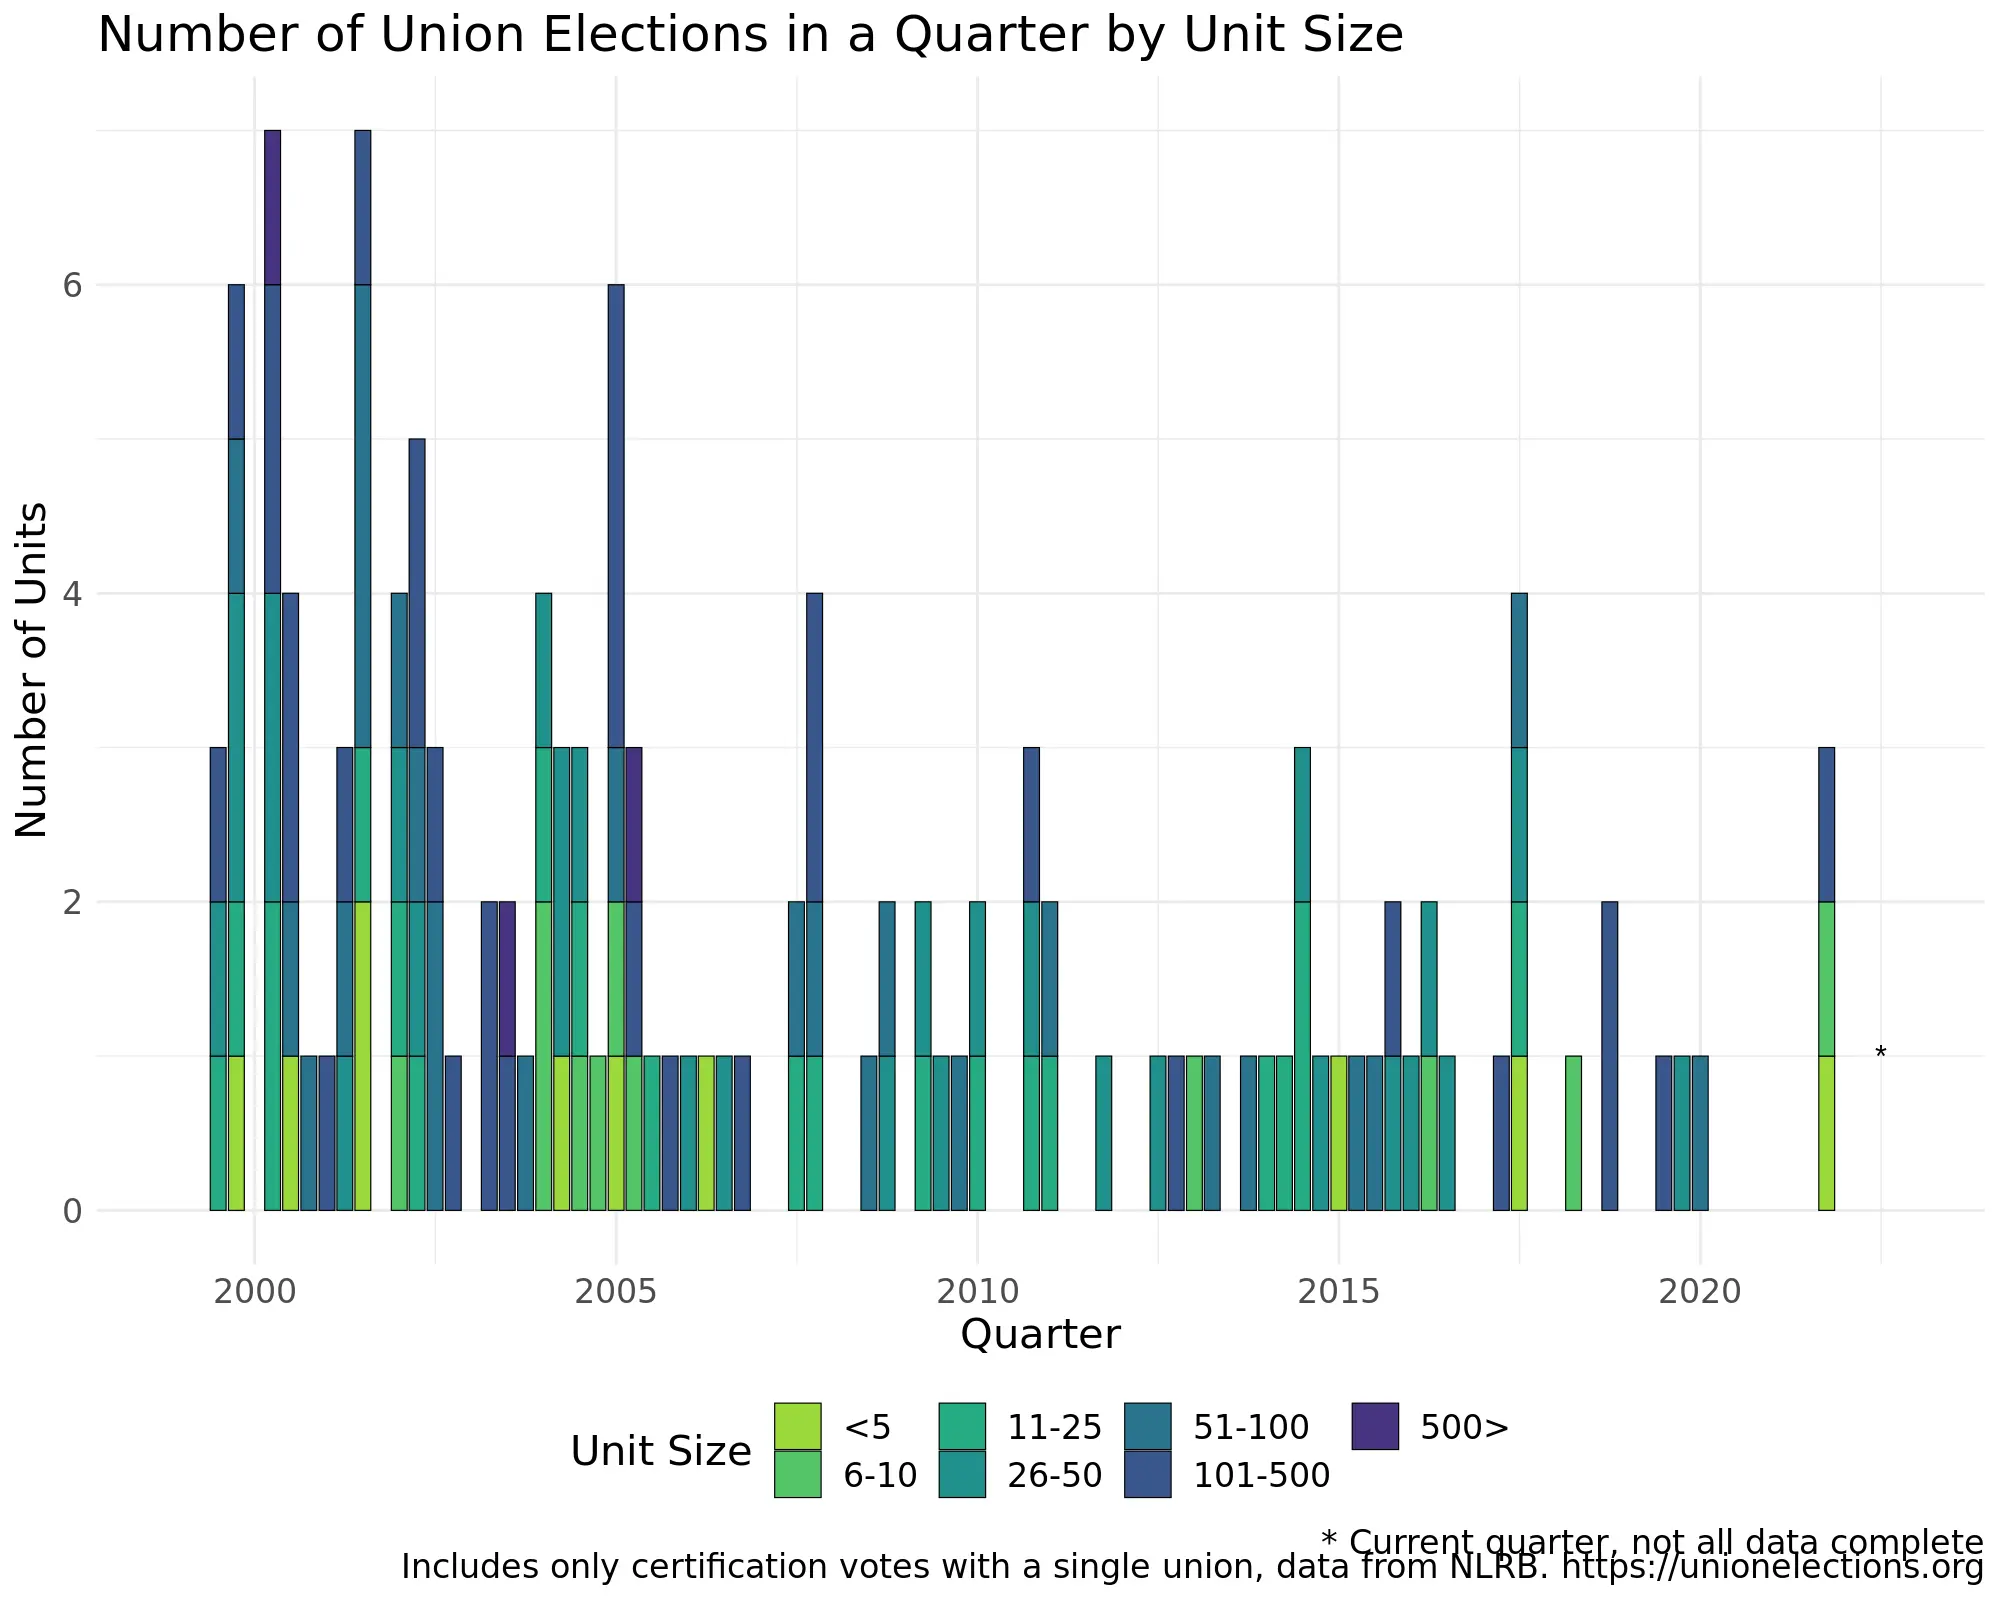 Number of Union Elections in a Quarter by Unit Size
Number of Units
6
4
2
0
*
2000 2005 2010 2015 2020
Quarter
Unit Size
<5 11-25 51-100 500>
6-10 26-50 101-500
* Current quarter, not all data complete
Includes only certification votes with a single union, data from NLRB. https://unionelections.org